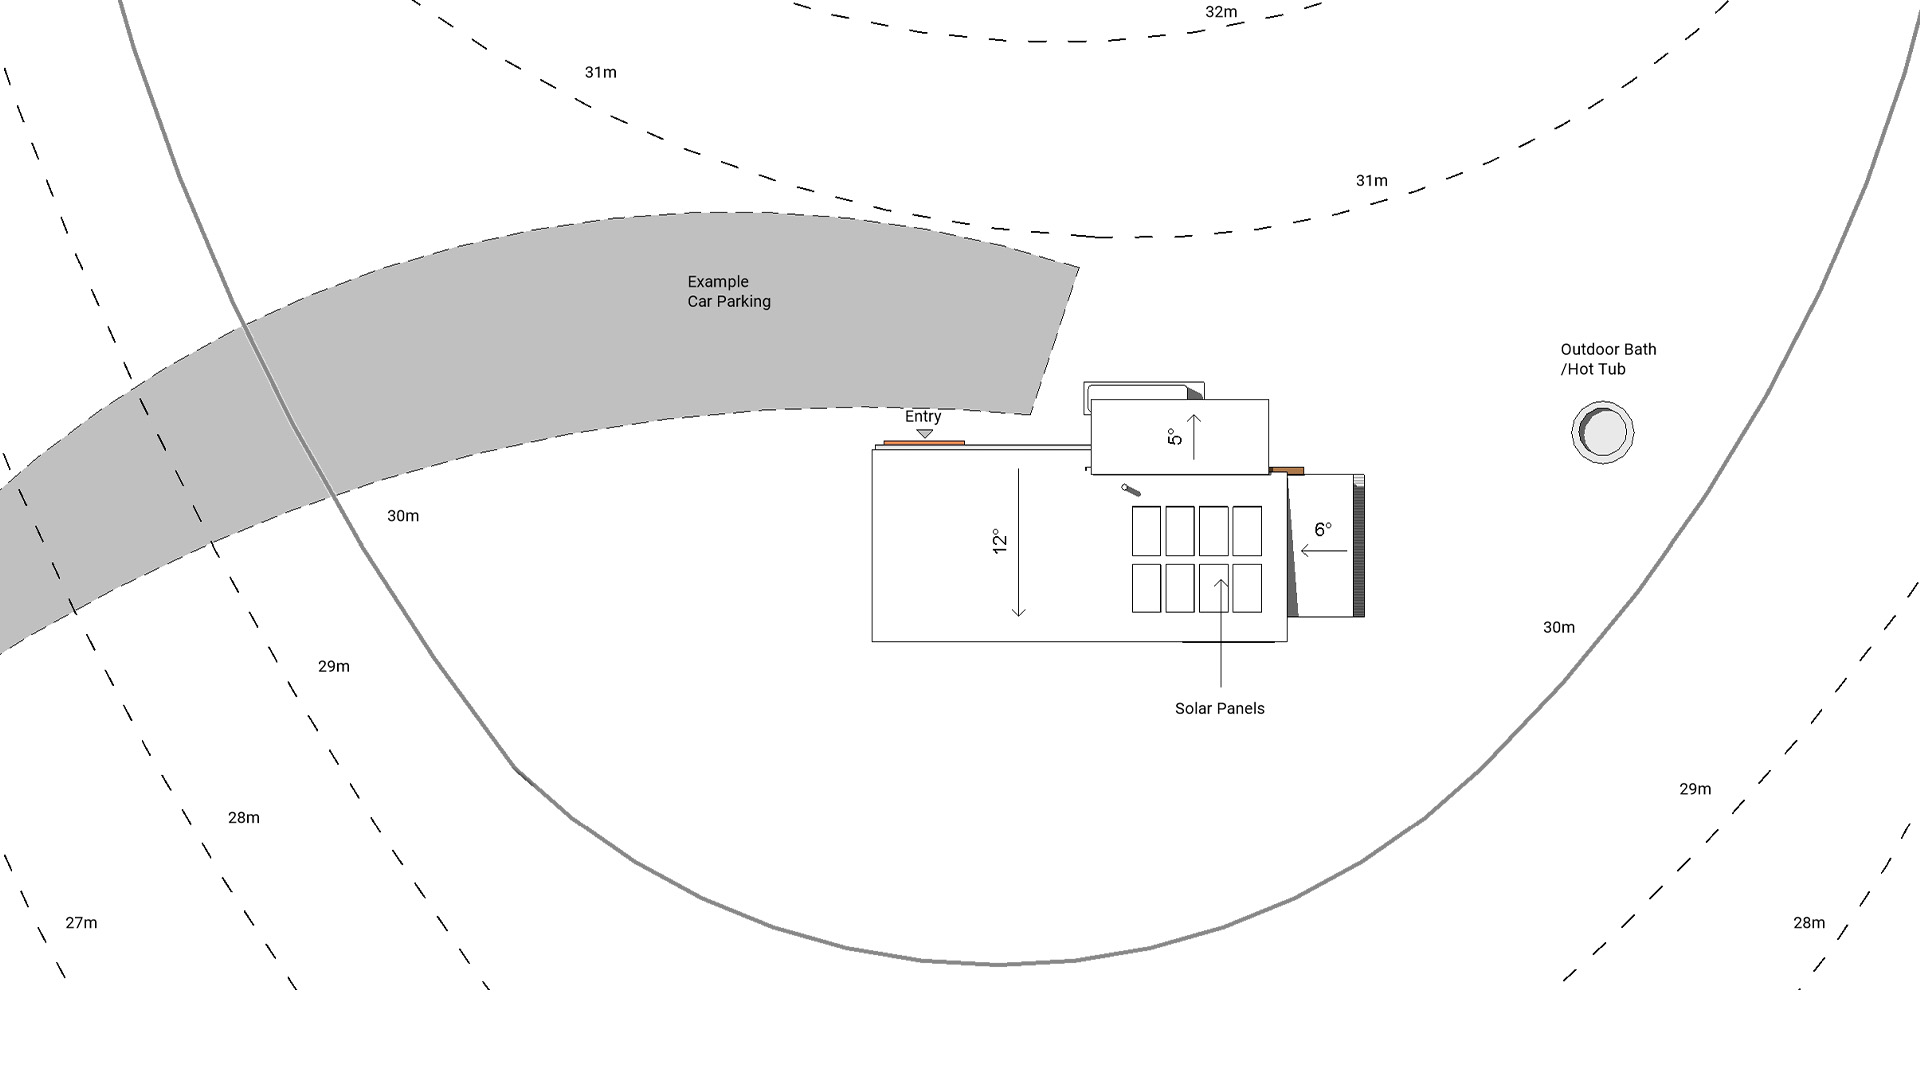 32m
31m
31m
Example
Car Parking
Outdoor Bath
/Hot Tub
Entry
5°
12°
6°
30m
30m
29m
Solar Panels
29m
28m
27m
28m